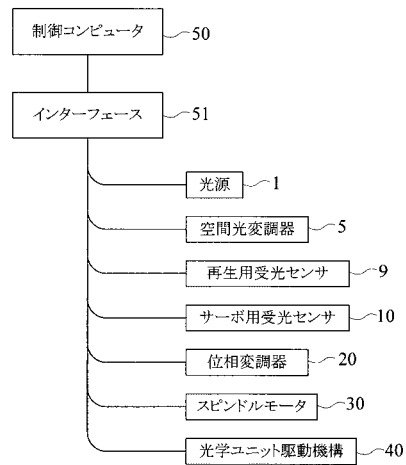 制御コンピュータ 50
インターフェース 51
光源 1
空間光変調器 5
再生用受光センサ 9
サーボ用受光センサ 10
位相変調器 20
スピンドルモータ 30
光学ユニット駆動機構 40